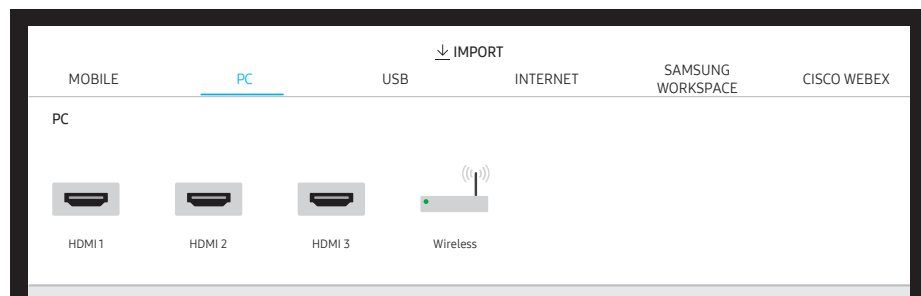 IMPORT
MOBILE PC USB INTERNET SAMSUNG WORKSPACE CISCO WEBEX
PC
HDMI 1 HDMI 2 HDMI 3 Wireless